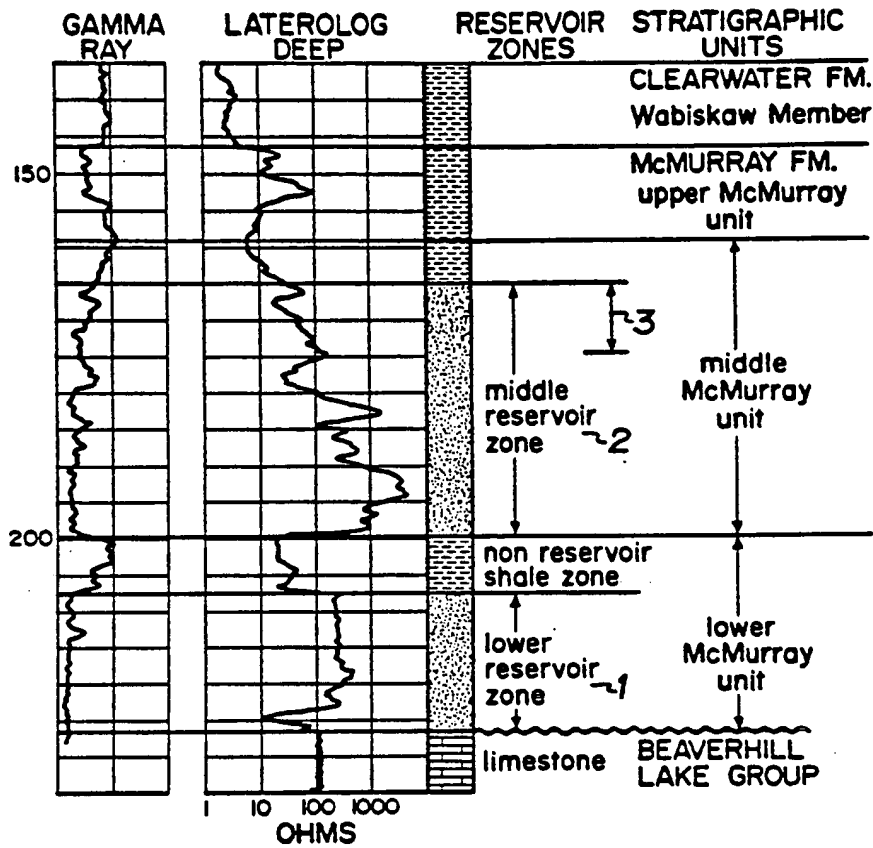 GAMMA
RAY
LATEROLOG
DEEP
RESERVOIR
ZONES
STRATIGRAPHIC
UNITS
CLEARWATER FM.
Wabiskaw Member
150
McMURRAY FM.
upper McMurray
unit
3
middle
reservoir
zone
2
middle
McMurray
unit
200
non reservoir
shale zone
lower
reservoir
zone
1
lower
McMurray
unit
limestone
BEAVERHILL
LAKE GROUP
1 10 100 1000
OHMS